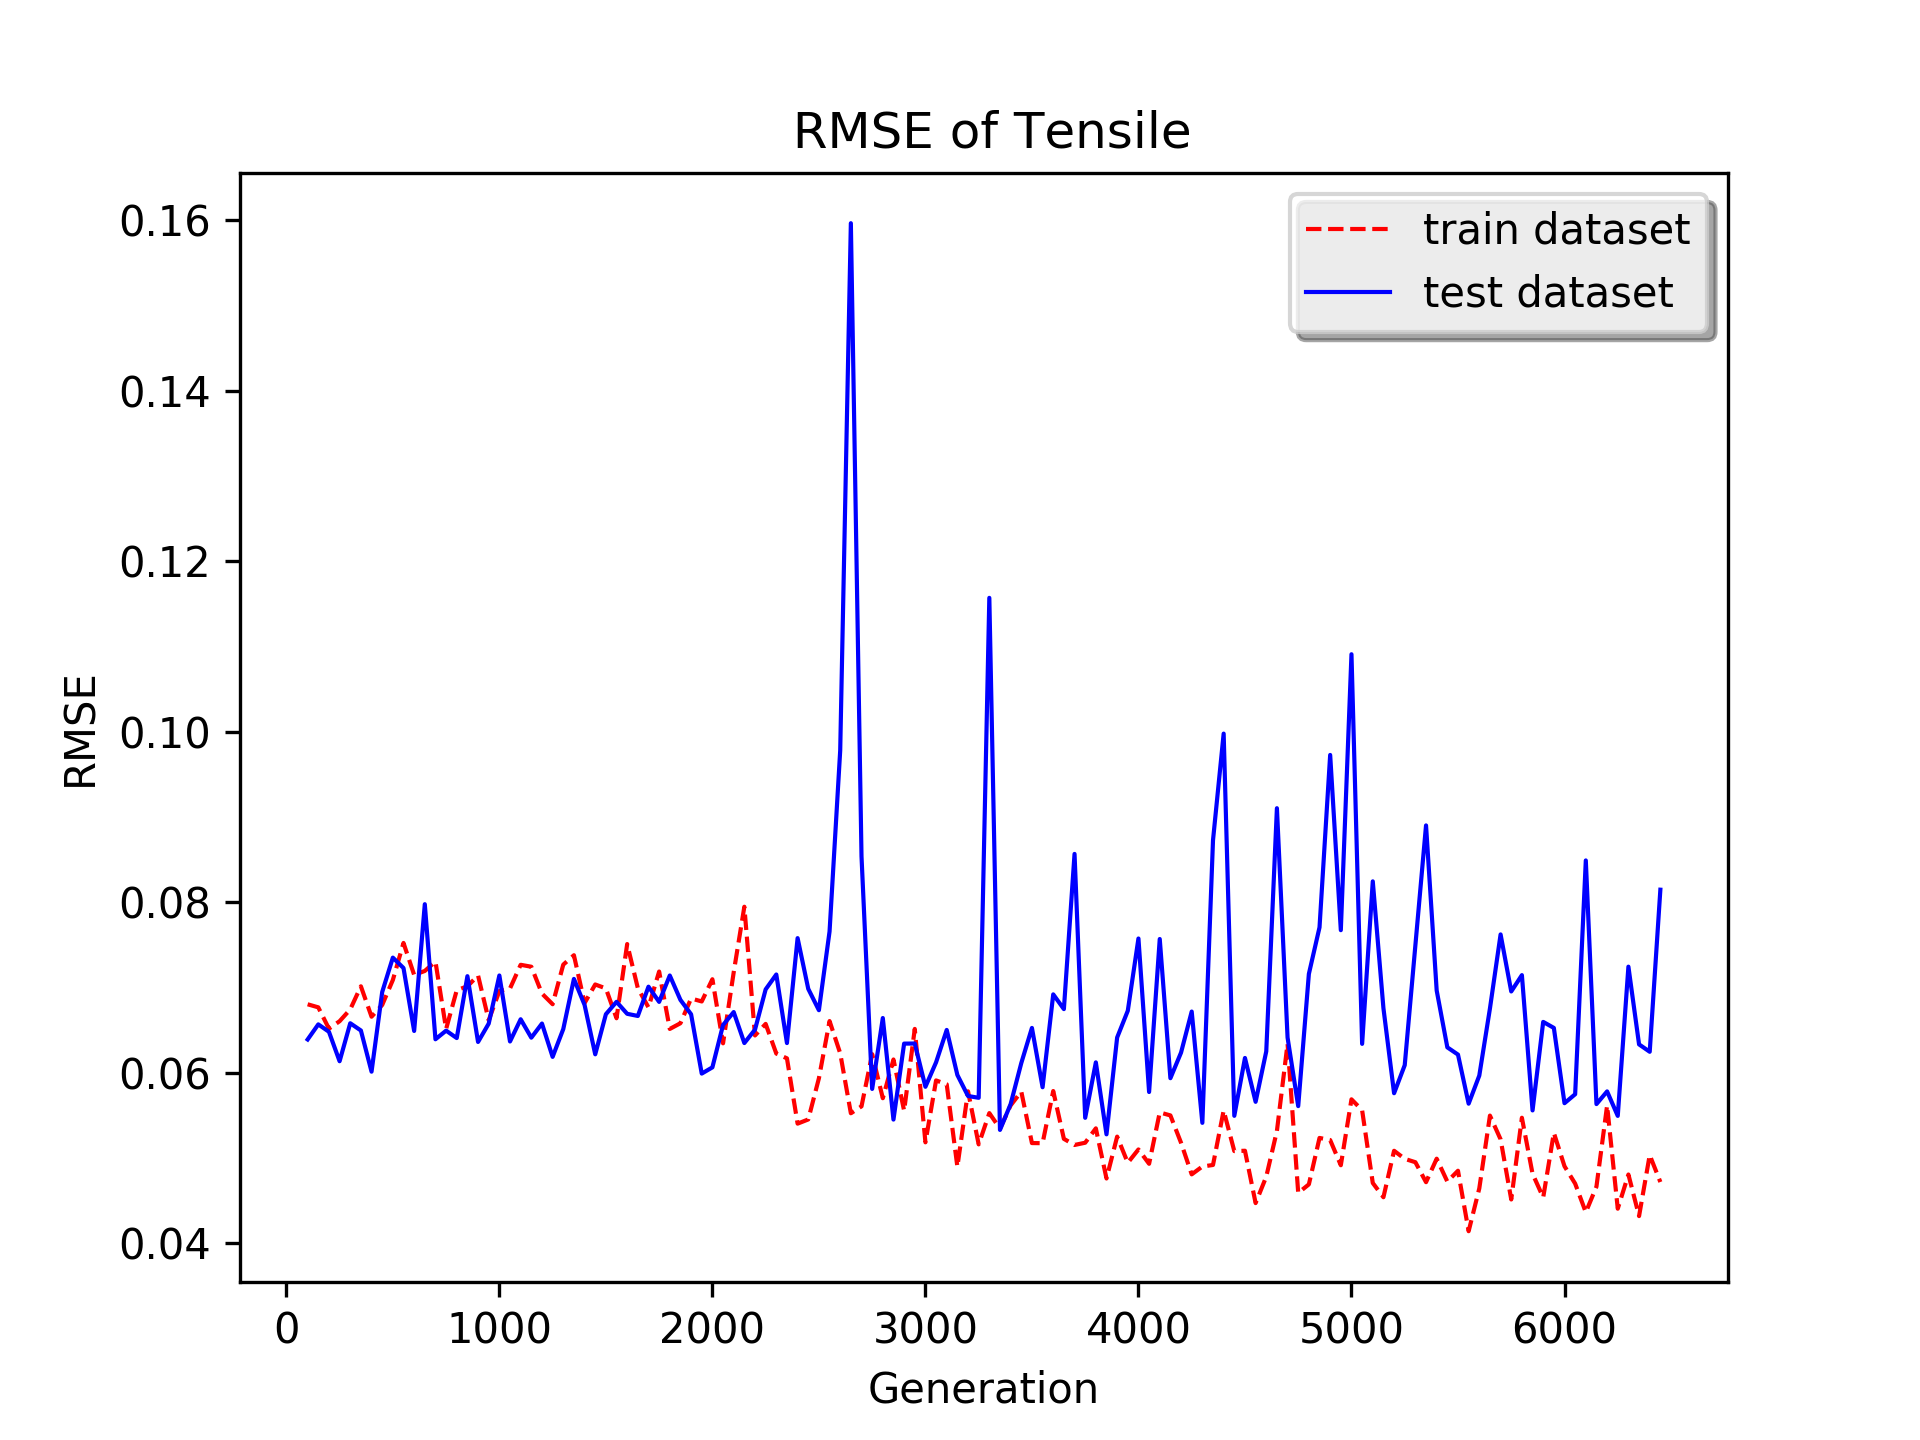 RMSE of Tensile
train dataset
test dataset
0.16
0.14
0.12
0.10
0.08
0.06
0.04
RMSE
0 1000 2000 3000 4000 5000 6000
Generation